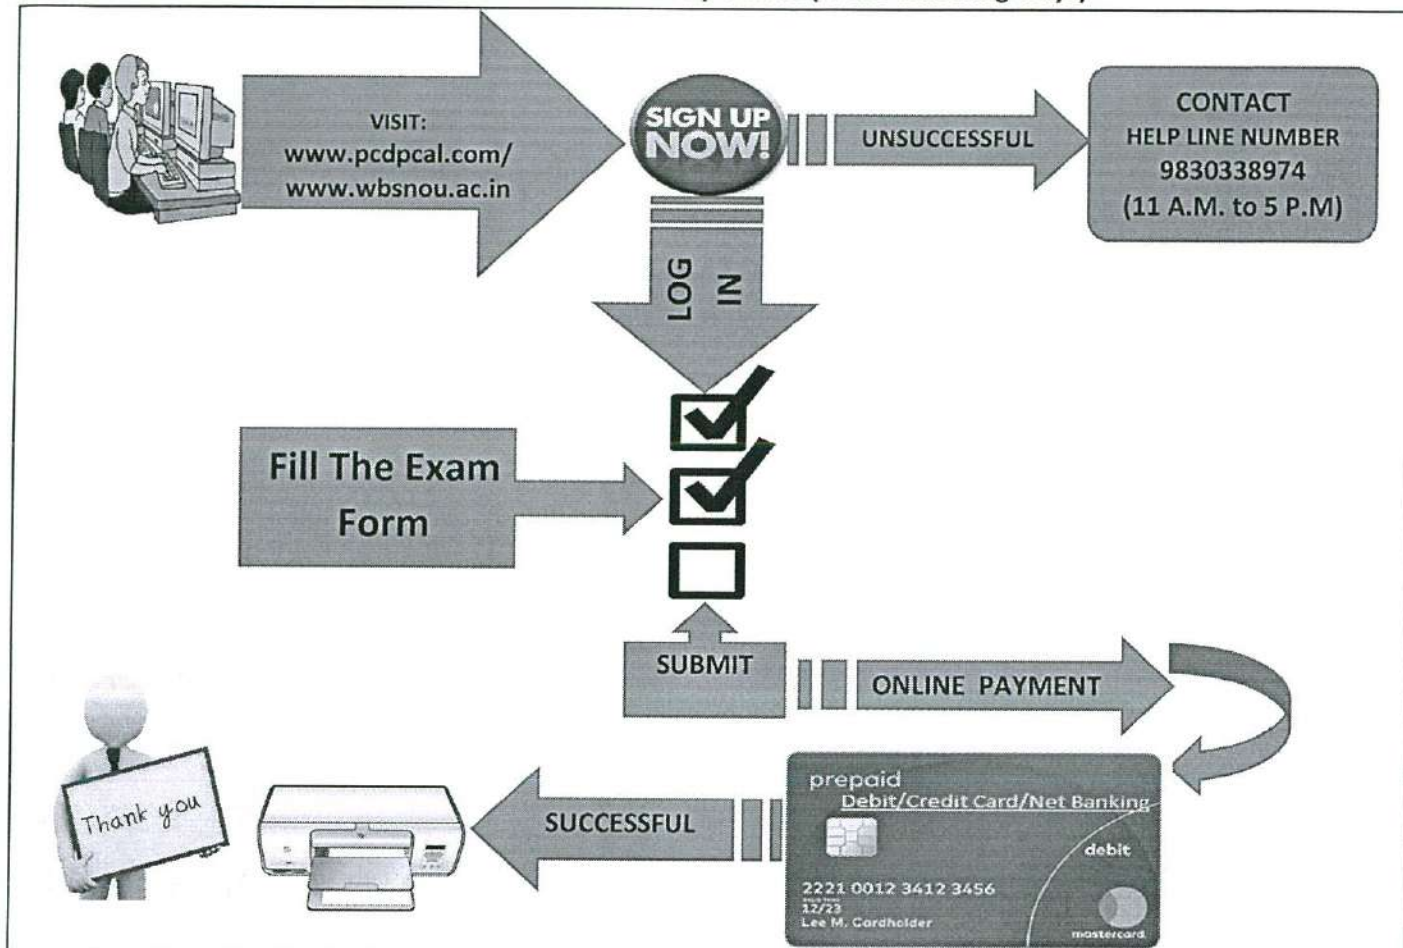 VISIT:
www.pcdpcal.com/
www.wbsnou.ac.in
SIGN UP
NOW!
UNSUCCESSFUL
CONTACT
HELP LINE NUMBER
9830338974
(11 A.M. to 5 P.M)
LOG
IN
Fill The Exam
Form
SUBMIT
ONLINE PAYMENT
prepaid
Debit/Credit Card/Net Banking
debit
2221 0012 3412 3456
12/23
Lee M. Cardholder
mastercard
SUCCESSFUL
Thank you